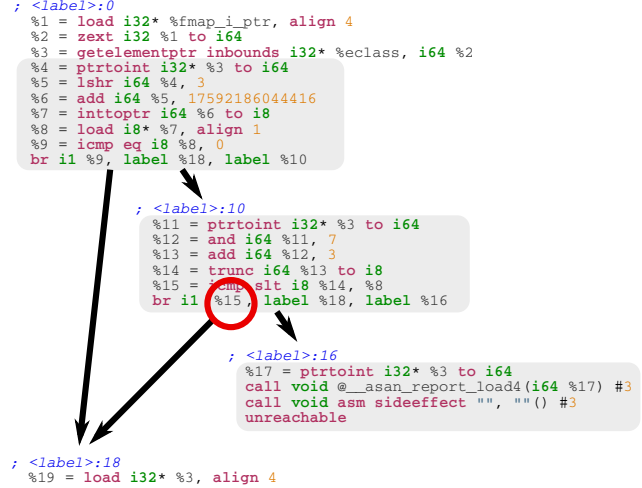 ; <label>:0
%1 = load i32* %fmap_i_ptr, align 4
%2 = zext i32 %1 to i64
%3 = getelementptr inbounds i32* %eclass, i64 %2
%4 = ptrtoint i32* %3 to i64
%5 = lshr i64 %4, 3
%6 = add i64 %5, 17592186044416
%7 = inttoptr i64 %6 to i8
%8 = load i8* %7, align 1
%9 = icmp eq i8 %8, 0
br i1 %9, label %18, label %10
; <label>:10
%11 = ptrtoint i32* %3 to i64
%12 = and i64 %11, 7
%13 = add i64 %12, 3
%14 = trunc i64 %13 to i8
%15 = icmp slt i8 %14, %8
br i1 %15, label %18, label %16
; <label>:16
%17 = ptrtoint i32* %3 to i64
call void @__asan_report_load4(i64 %17) #3
call void asm sideeffect "", ""() #3
unreachable
; <label>:18
%19 = load i32* %3, align 4